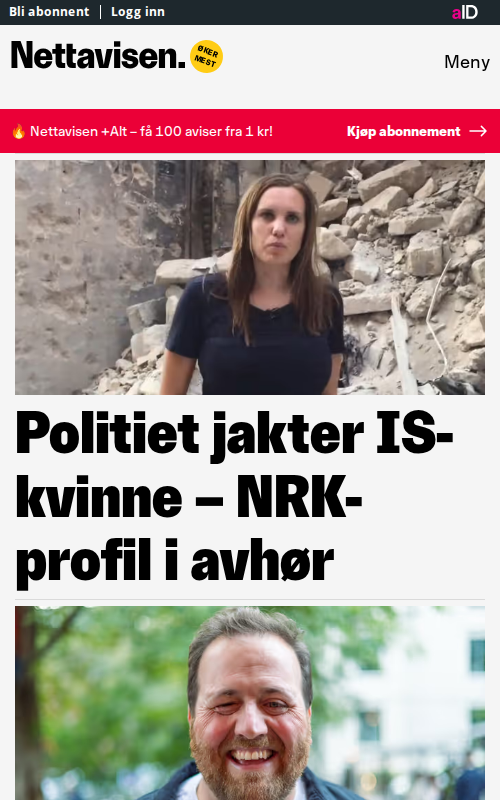 Bli abonnent | Logg inn
aID
Nettavisen.
ØKER
MEST
Meny
🔥 Nettavisen +Alt – få 100 aviser fra 1 kr!
Kjøp abonnement →
Politiet jakter IS-
kvinne – NRK-
profil i avhør